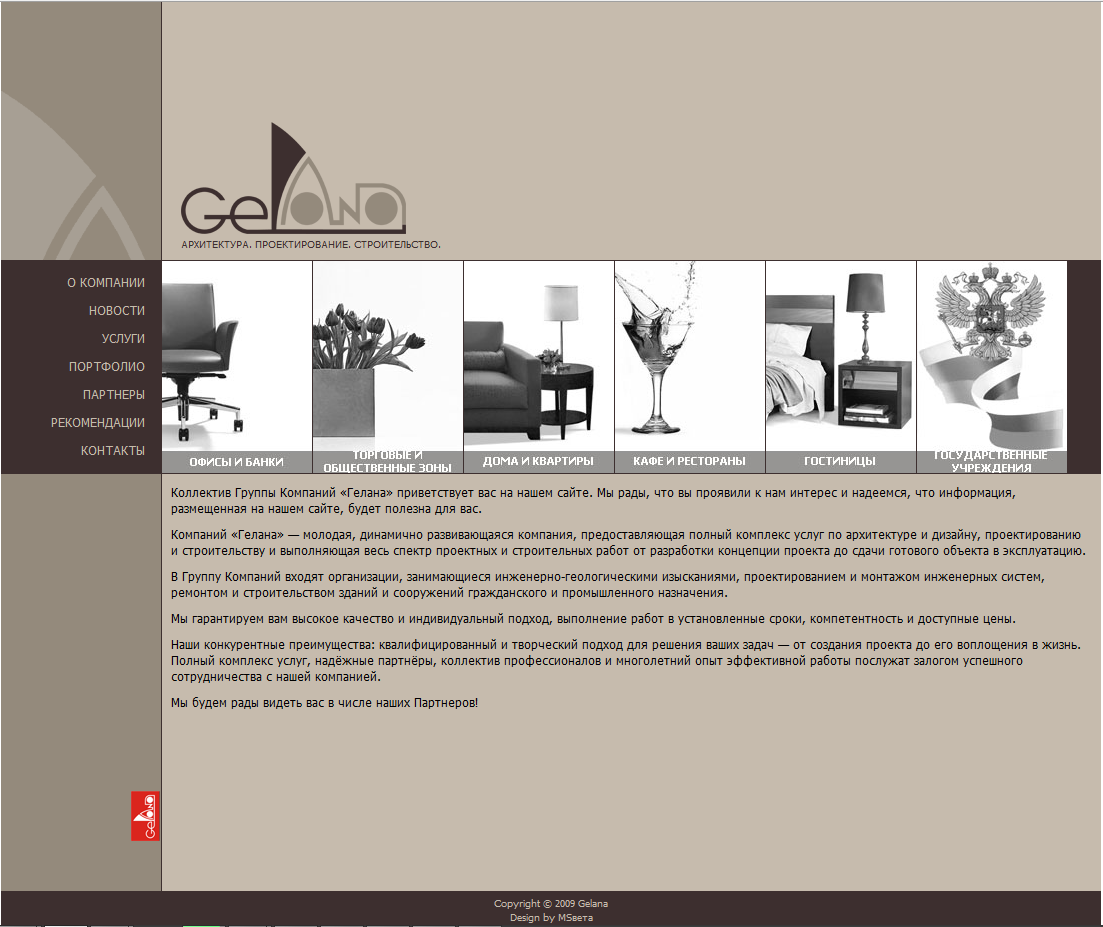 Gelana
АРХИТЕКТУРА. ПРОЕКТИРОВАНИЕ. СТРОИТЕЛЬСТВО.
О КОМПАНИИ
НОВОСТИ
УСЛУГИ
ПОРТФОЛИО
ПАРТНЕРЫ
РЕКОМЕНДАЦИИ
КОНТАКТЫ
ОФИСЫ И БАНКИ
ТОРГОВЫЕ И
ОБЩЕСТВЕННЫЕ ЗОНЫ
ДОМА И КВАРТИРЫ
КАФЕ И РЕСТОРАНЫ
ГОСТИНИЦЫ
ГОСУДАРСТВЕННЫЕ
УЧРЕЖДЕНИЯ
Коллектив Группы Компаний «Гелана» приветствует вас на нашем сайте. Мы рады, что вы проявили к нам интерес и надеемся, что информация,
размещенная на нашем сайте, будет полезна для вас.
Компаний «Гелана» — молодая, динамично развивающаяся компания, предоставляющая полный комплекс услуг по архитектуре и дизайну, проектированию
и строительству и выполняющая весь спектр проектных и строительных работ от разработки концепции проекта до сдачи готового объекта в эксплуатацию.
В Группу Компаний входят организации, занимающиеся инженерно-геологическими изысканиями, проектированием и монтажом инженерных систем,
ремонтом и строительством зданий и сооружений гражданского и промышленного назначения.
Мы гарантируем вам высокое качество и индивидуальный подход, выполнение работ в установленные сроки, компетентность и доступные цены.
Наши конкурентные преимущества: квалифицированный и творческий подход для решения ваших задач — от создания проекта до его воплощения в жизнь.
Полный комплекс услуг, надёжные партнёры, коллектив профессионалов и многолетний опыт эффективной работы послужат залогом успешного
сотрудничества с нашей компанией.
Мы будем рады видеть вас в числе наших Партнеров!
Gelana
Copyright © 2009 Gelana
Design by MSвета